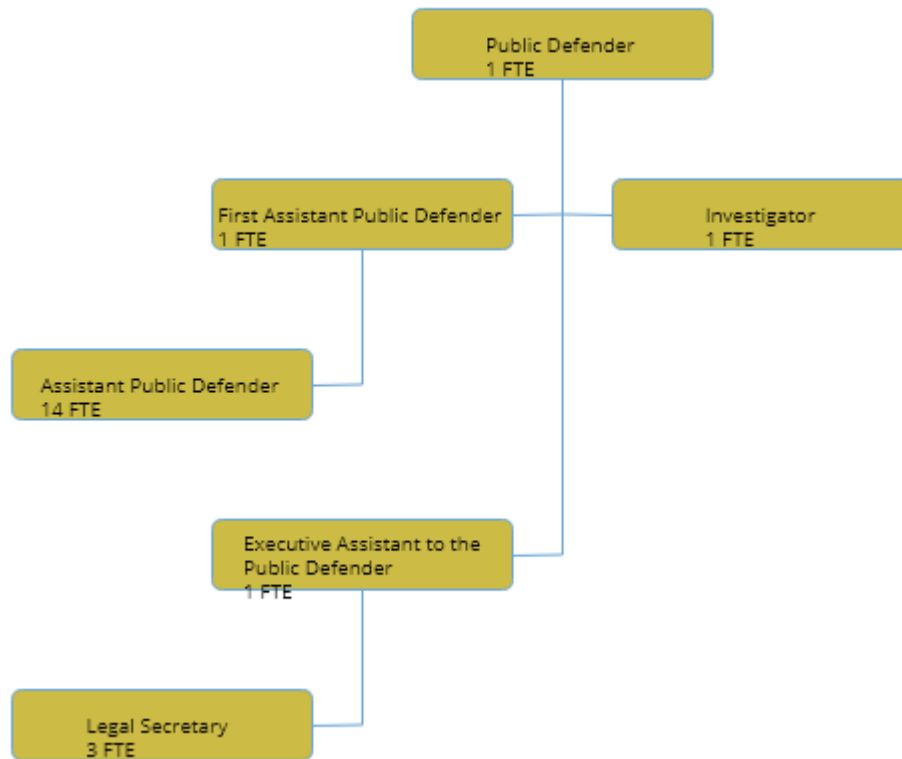 Public Defender
1 FTE
First Assistant Public Defender
1 FTE
Investigator
1 FTE
Assistant Public Defender
14 FTE
Executive Assistant to the
Public Defender
1 FTE
Legal Secretary
3 FTE